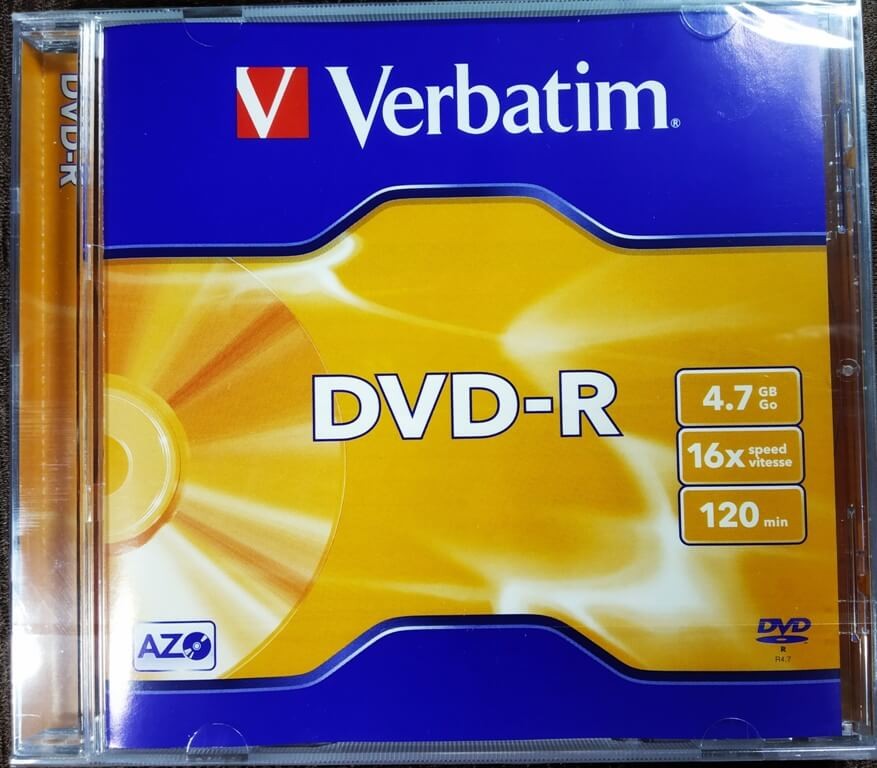 DVD-R
V Verbatim®
DVD-R
4.7 GB
Go
16x speed
vitesse
120 min
AZO
DVD
R
R4.7